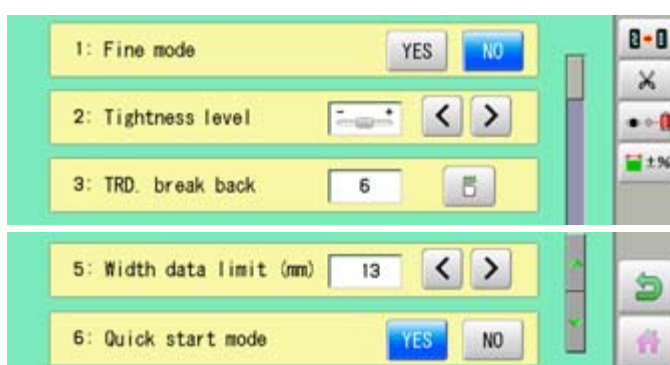 1: Fine mode YES NO
2: Tightness level - +
3: TRD. break back 6
±%
5: Width data limit (mm) 13
6: Quick start mode YES NO